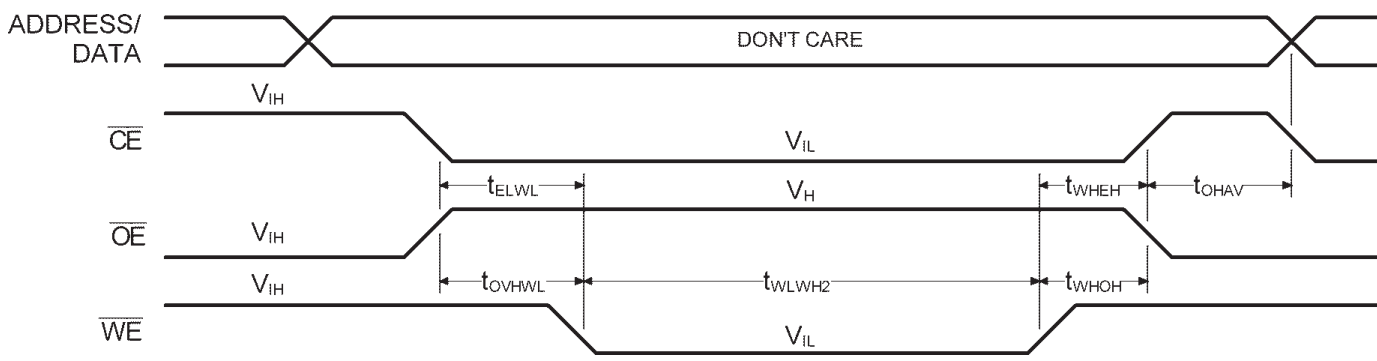 ADDRESS/
DATA
DON'T CARE
VIH
CE
VIL
tELWL
VH
tWHEH
tOHAV
OE
VIH
VIH
tOVHWL
tWLWH2
tWHOH
WE
VIL